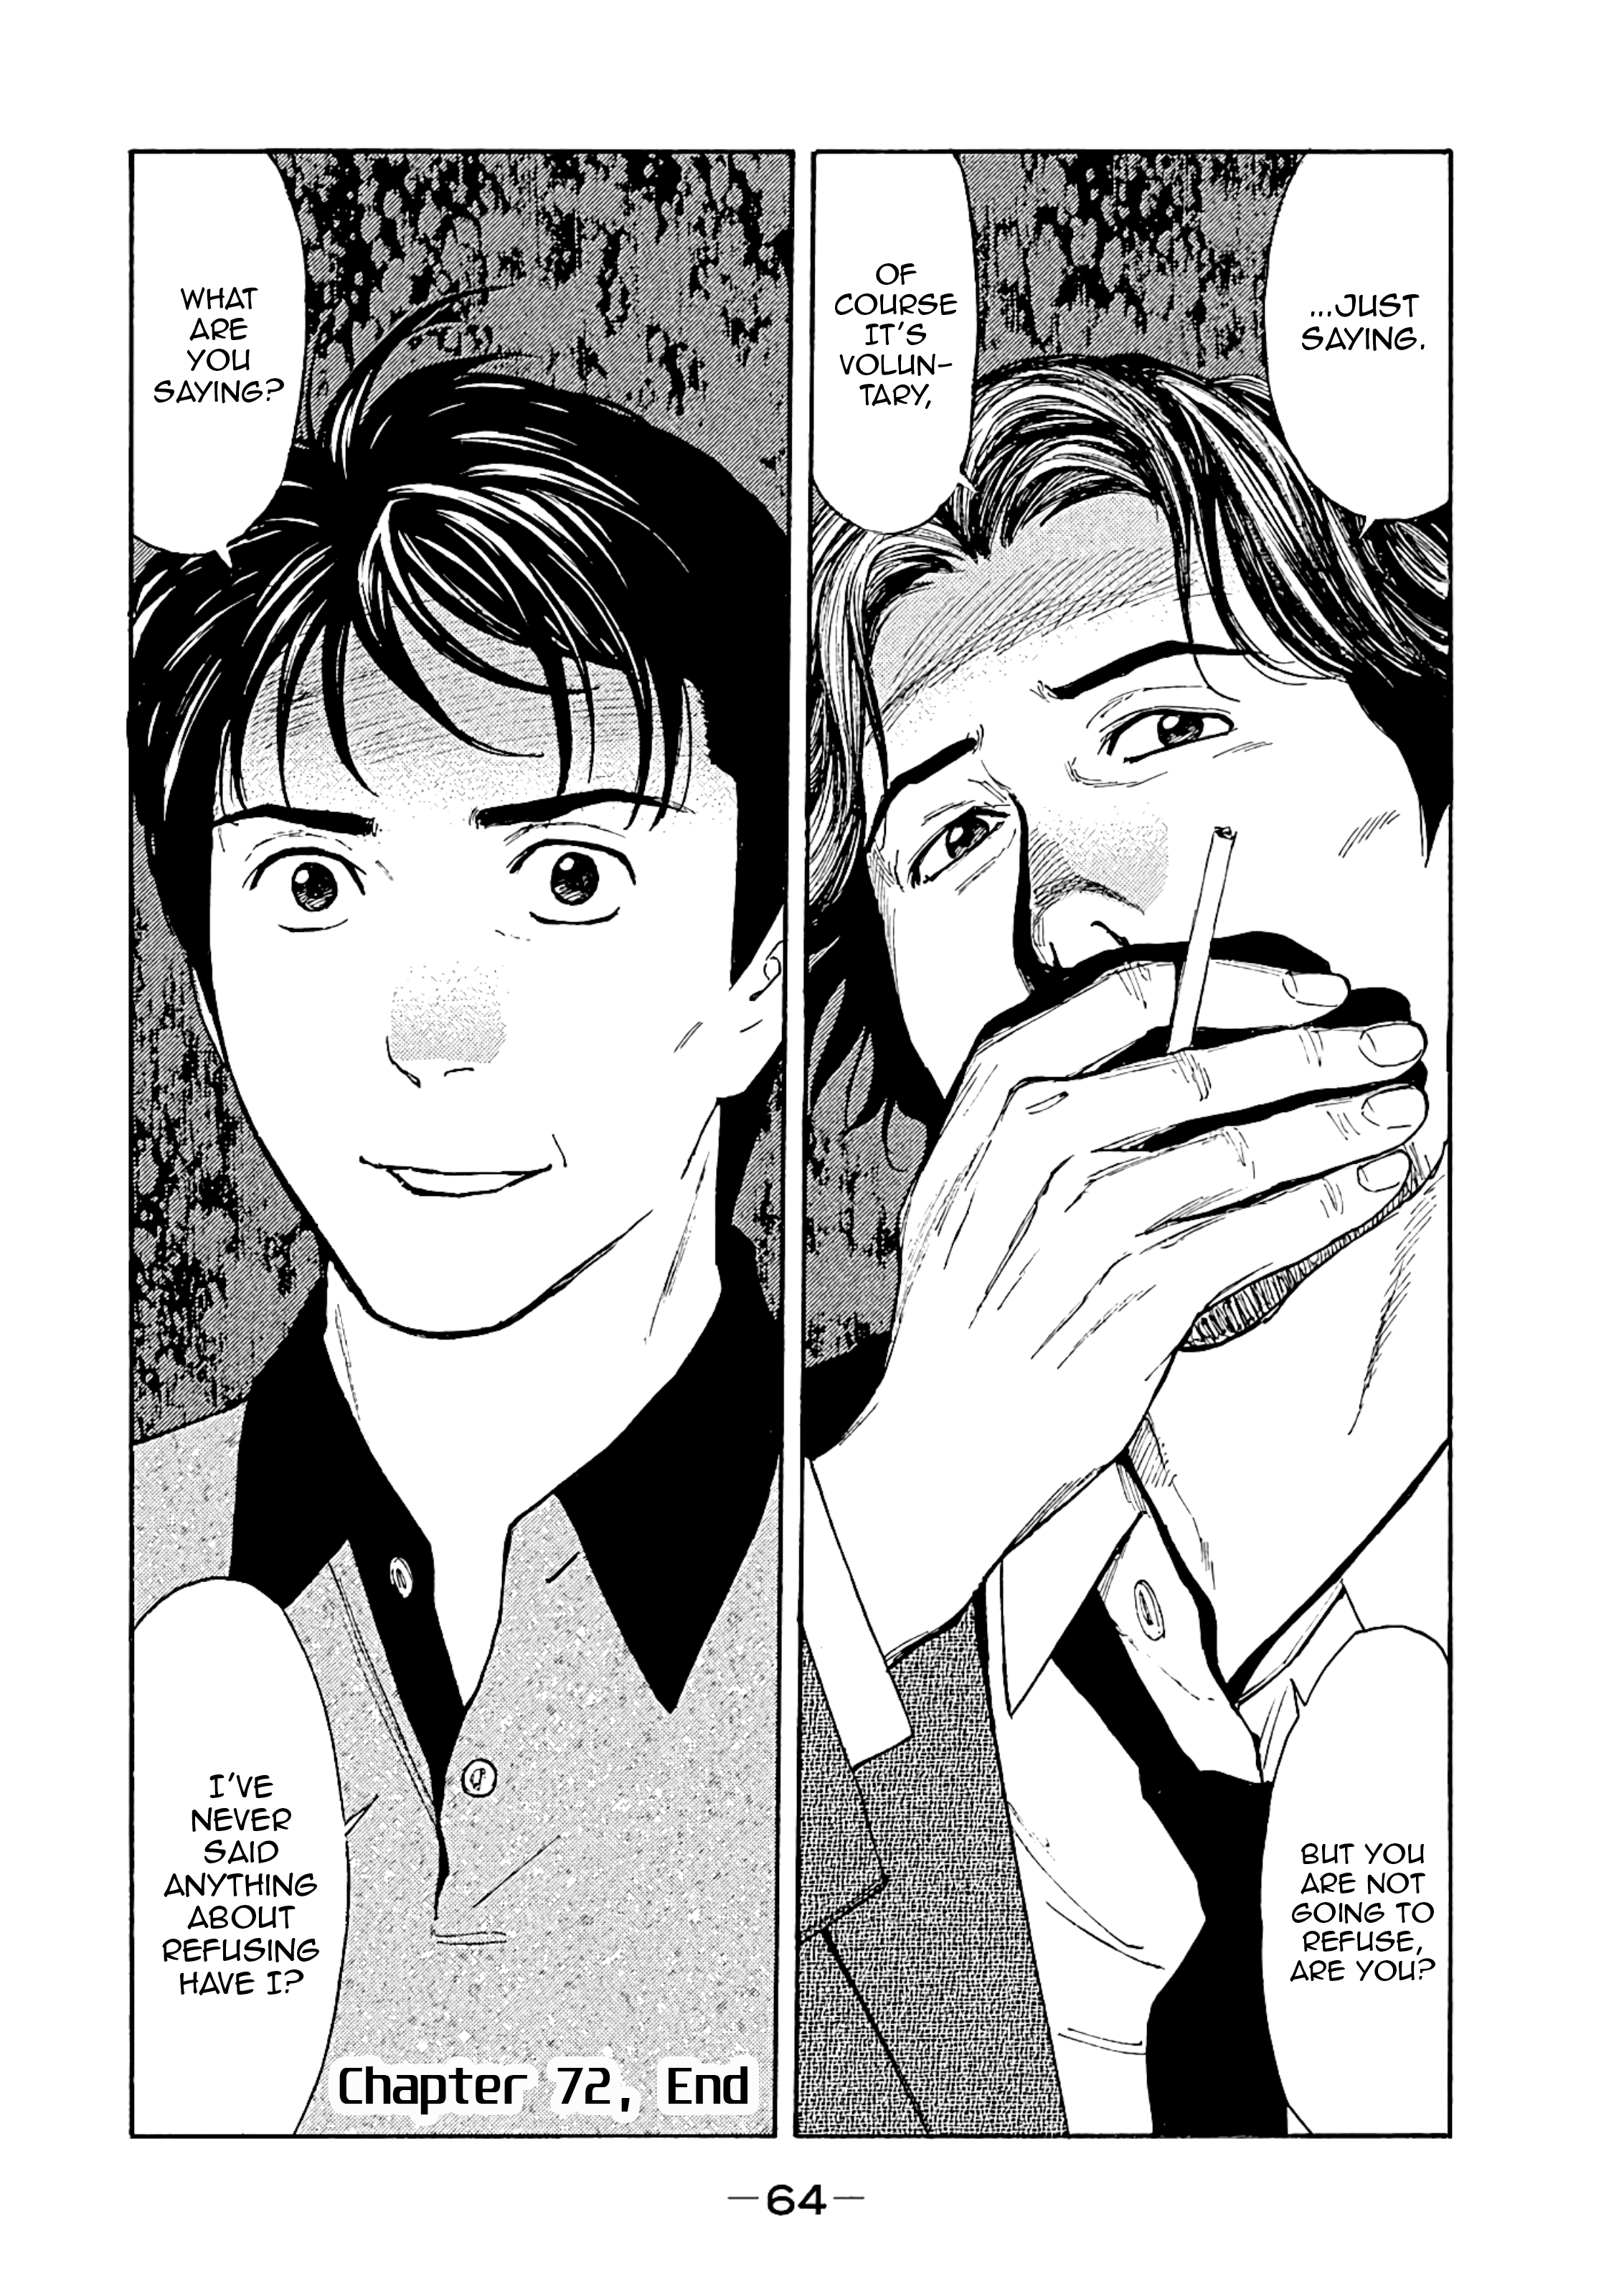 ...JUST
SAYING.
OF
COURSE
IT'S
VOLUN-
TARY,
BUT YOU
ARE NOT
GOING TO
REFUSE,
ARE YOU?
WHAT
ARE
YOU
SAYING?
I'VE
NEVER
SAID
ANYTHING
ABOUT
REFUSING
HAVE I?
Chapter 72, End
—64—